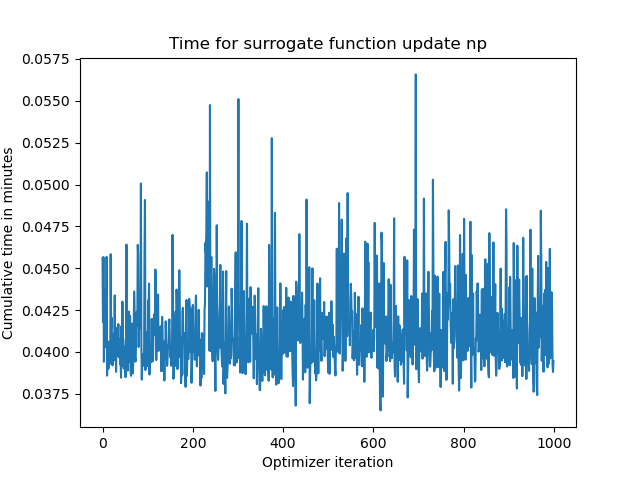 Time for surrogate function update np
0.0575
0.0550
0.0525
0.0500
0.0475
0.0450
0.0425
0.0400
0.0375
Cumulative time in minutes
0 200 400 600 800 1000
Optimizer iteration